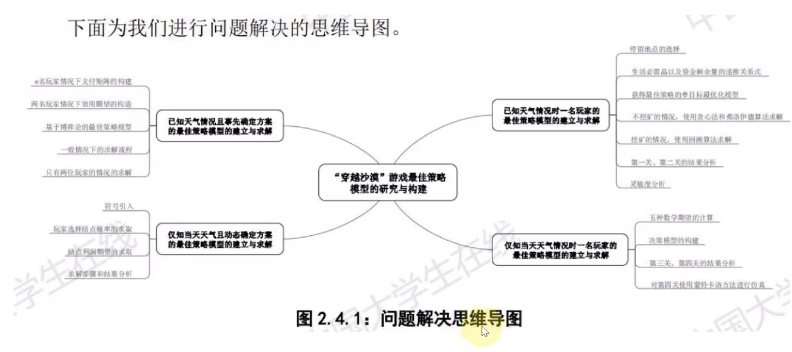 下面为我们进行问题解决的思维导图。
n名玩家情况下支付矩阵的构建
两名玩家情况下效用期望的构造
基于博弈论的最佳策略模型
一般情况下的求解流程
只有两位玩家的情况的求解
已知天气情况且事先确定方案
的最佳策略模型的建立与求解
符号引入
玩家选择结点概率的求取
结点利润期望的求取
求解步骤和结果分析
仅知当天天气且动态确定方案
的最佳策略模型的建立与求解
“穿越沙漠”游戏最佳策略
模型的研究与构建
已知天气情况时一名玩家的
最佳策略模型的建立与求解
停留地点的选择
生活必需品以及资金剩余量的递推关系式
获得最佳策略的单目标最优化模型
不挖矿的情况，使用贪心法和弗洛伊德算法求解
挖矿的情况，使用回溯算法求解
第一关、第二关的结果分析
灵敏度分析
仅知当天天气情况时一名玩家的
最佳策略模型的建立与求解
五种数学期望的计算
决策模型的构建
第三关、第四关的结果分析
对第四关使用蒙特卡洛方法进行仿真
图 2.4.1：问题解决思维导图
学生在线
中国大学生在线
中国大学